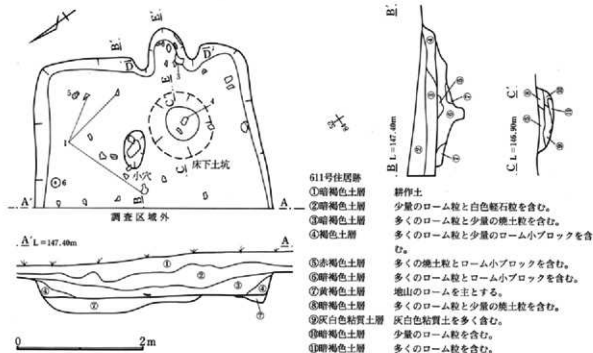 B'
E'
D'
D
C'
E
1
小穴
床下土坑
6
C
B
A'
A
調査区域外
A' L=147.40m
A
①
②
③
④
④
⑦
⑦
0
2m
B'
B L=147.40m
C'
C L=146.90m
611号住居跡
①暗褐色土層 耕作土
②暗褐色土層 少量のローム粒と白色軽石粒を含む。
③暗褐色土層 多くのローム粒と少量の焼土粒を含む。
④褐色土層 多くのローム粒と少量のローム小ブロックを含
む。
⑤赤褐色土層 多くの焼土粒とローム小ブロックを含む。
⑥暗褐色土層 多くのローム粒とローム小ブロックを含む。
⑦黄褐色土層 地山のロームを主とする。
⑧暗褐色土層 多くのローム粒と少量の焼土粒を含む。
⑨灰白色粘質土層 灰白色粘質土を多く含む。
⑩暗褐色土層 少量のローム粒を含む。
⑪暗褐色土層 多くのローム粒を含む。